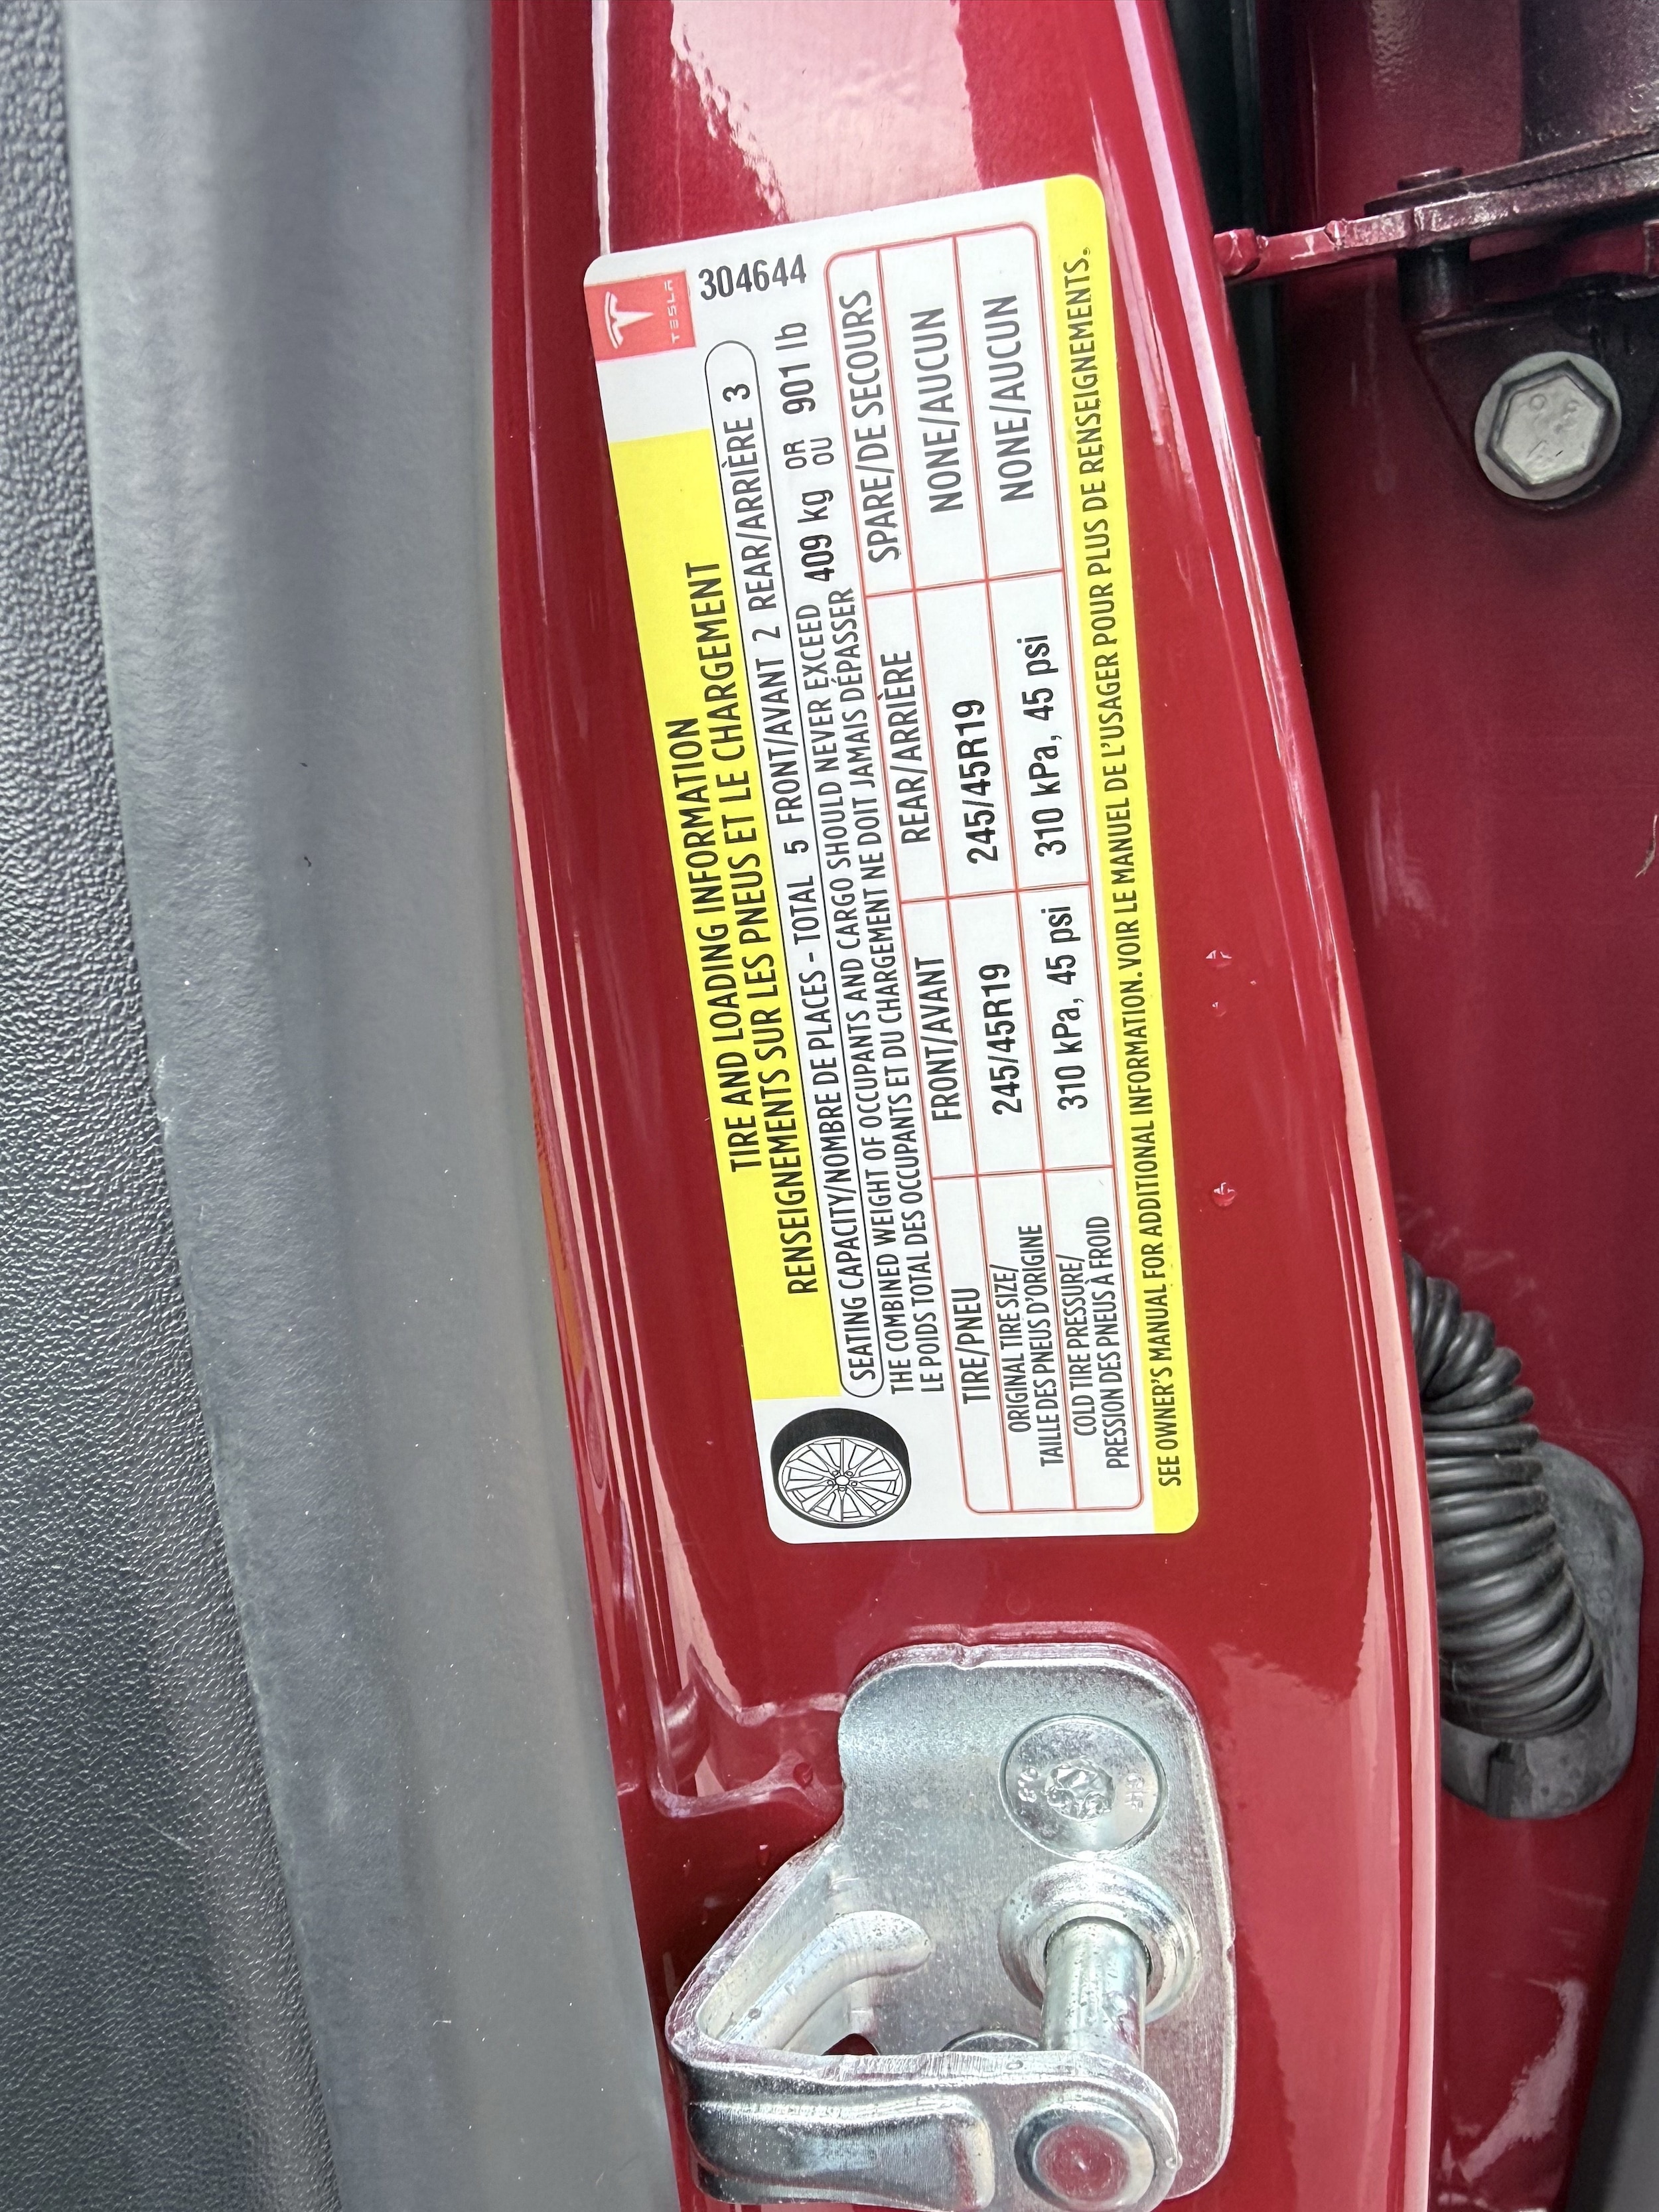 TESLA
304644
TIRE AND LOADING INFORMATION
RENSEIGNEMENTS SUR LES PNEUS ET LE CHARGEMENT
SEATING CAPACITY/NOMBRE DE PLACES - TOTAL 5 FRONT/AVANT 2 REAR/ARRIÈRE 3
THE COMBINED WEIGHT OF OCCUPANTS AND CARGO SHOULD NEVER EXCEED 409 kg OR 901 lb
LE POIDS TOTAL DES OCCUPANTS ET DU CHARGEMENT NE DOIT JAMAIS DÉPASSER OU
TIRE/PNEU FRONT/AVANT REAR/ARRIÈRE SPARE/DE SECOURS
ORIGINAL TIRE SIZE/
TAILLE DES PNEUS D'ORIGINE
245/45R19 245/45R19 NONE/AUCUN
COLD TIRE PRESSURE/
PRESSION DES PNEUS À FROID
310 kPa, 45 psi 310 kPa, 45 psi NONE/AUCUN
SEE OWNER'S MANUAL FOR ADDITIONAL INFORMATION. VOIR LE MANUEL DE L'USAGER POUR PLUS DE RENSEIGNEMENTS.